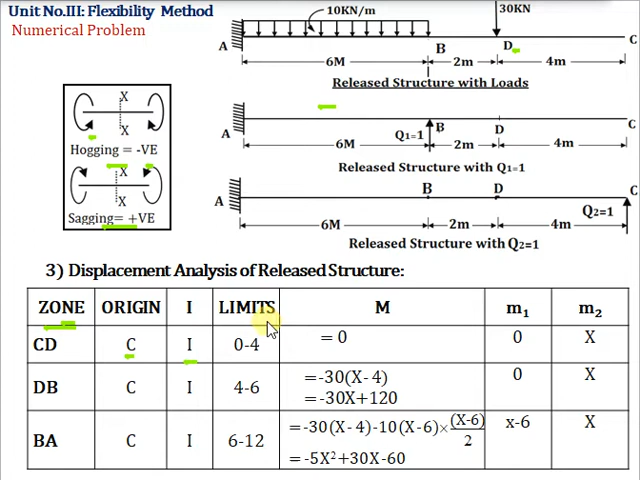 Unit No.III: Flexibility Method
Numerical Problem
10KN/m
30KN
A
B
D
C
6M
2m
4m
Released Structure with Loads
A
Q1=1
B
D
C
6M
2m
4m
Released Structure with Q1=1
A
B
D
C
Q2=1
6M
2m
4m
Released Structure with Q2=1
X
X
Hogging = -VE
X
X
Sagging= +VE
3) Displacement Analysis of Released Structure:
ZONE ORIGIN I LIMITS M m1 m2
CD C I 0-4 = 0 0 X
DB C I 4-6 =-30(X-4) 0 X
=-30X+120
BA C I 6-12 =-30(X-4)-10(X-6)×(X-6)/2 x-6 X
=-5X²+30X-60